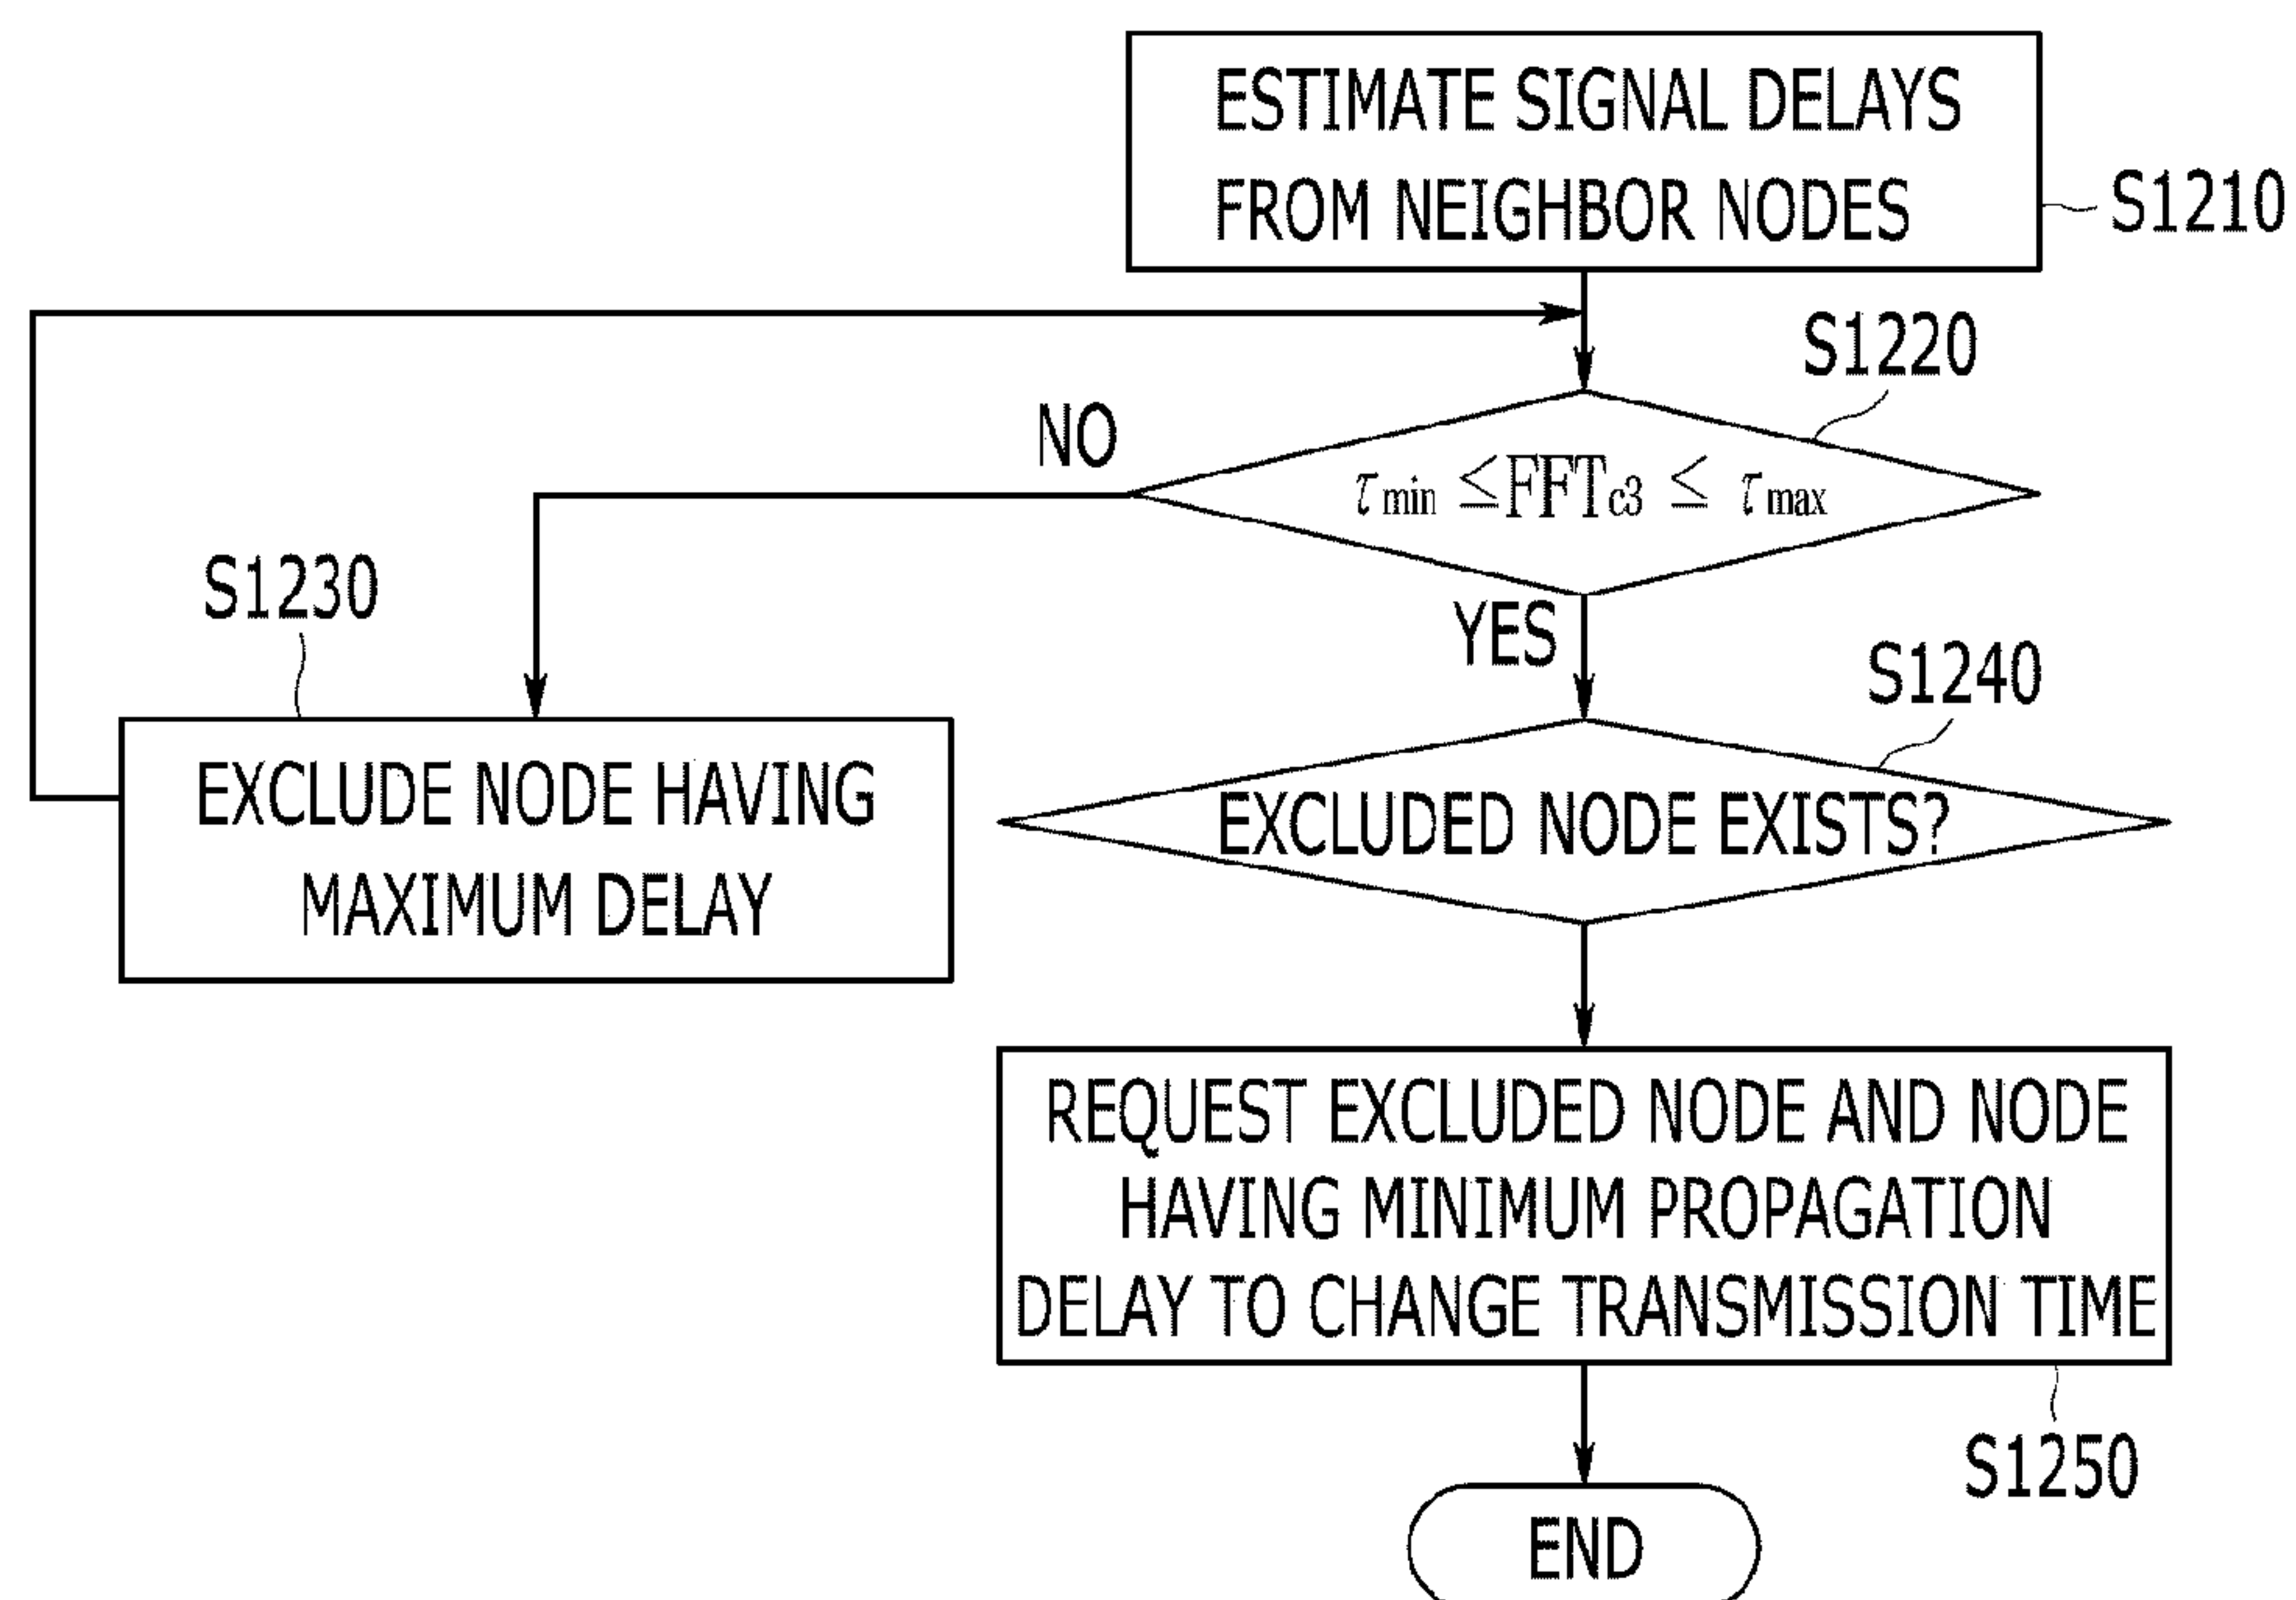 ESTIMATE SIGNAL DELAYS
FROM NEIGHBOR NODES
S1210
S1220
NO
τmin ≤FFTc3 ≤ τmax
S1230
YES
S1240
EXCLUDE NODE HAVING
MAXIMUM DELAY
EXCLUDED NODE EXISTS?
REQUEST EXCLUDED NODE AND NODE
HAVING MINIMUM PROPAGATION
DELAY TO CHANGE TRANSMISSION TIME
S1250
END